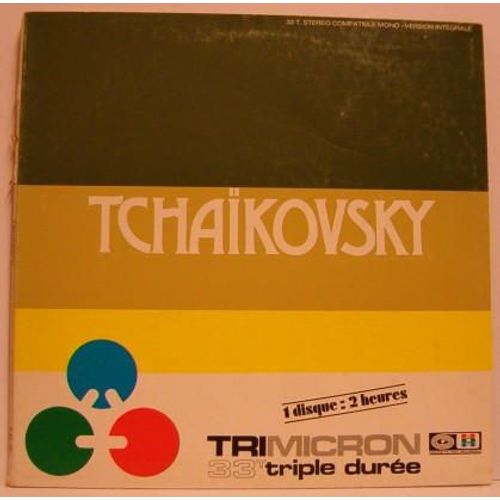 33 T. STEREO COMPATIBLE MONO - VERSION INTEGRALE
TCHAÏKOVSKY
1 disque : 2 heures
TRIMICRON
33T triple durée